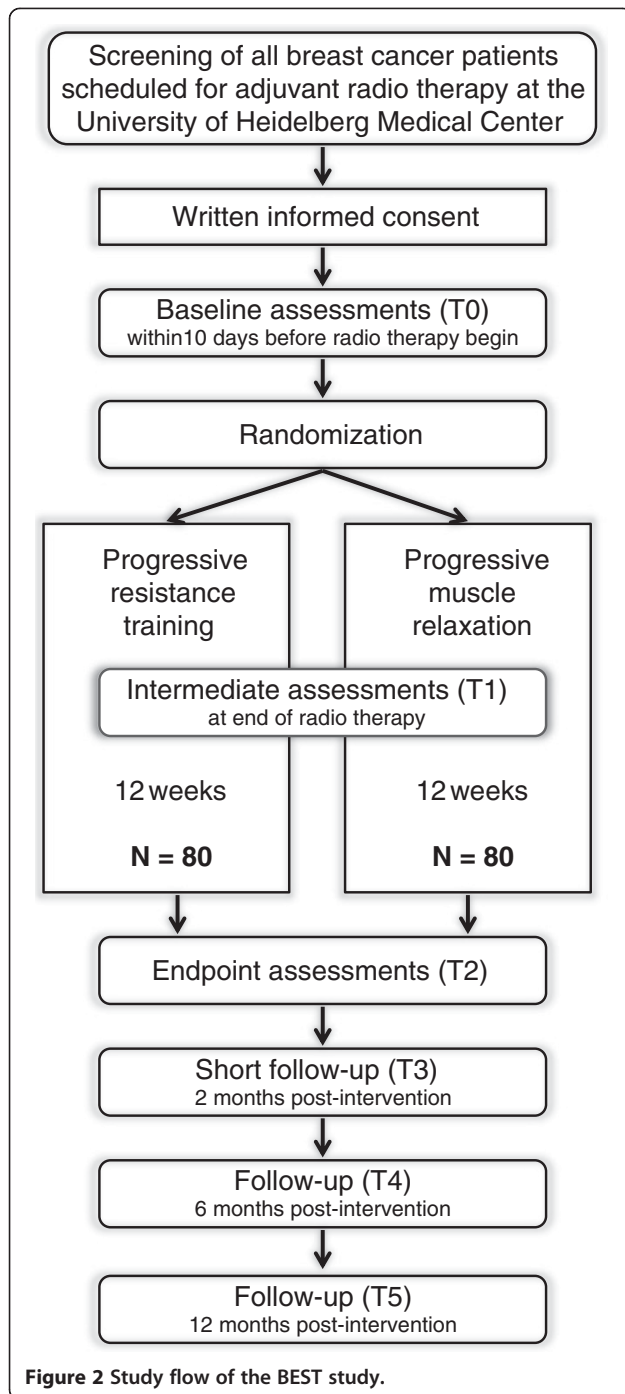 Screening of all breast cancer patients
scheduled for adjuvant radio therapy at the
University of Heidelberg Medical Center
Written informed consent
Baseline assessments (T0)
within10 days before radio therapy begin
Randomization
Progressive
resistance
training
Progressive
muscle
relaxation
Intermediate assessments (T1)
at end of radio therapy
12 weeks
N = 80
12 weeks
N = 80
Endpoint assessments (T2)
Short follow-up (T3)
2 months post-intervention
Follow-up (T4)
6 months post-intervention
Follow-up (T5)
12 months post-intervention
Figure 2 Study flow of the BEST study.